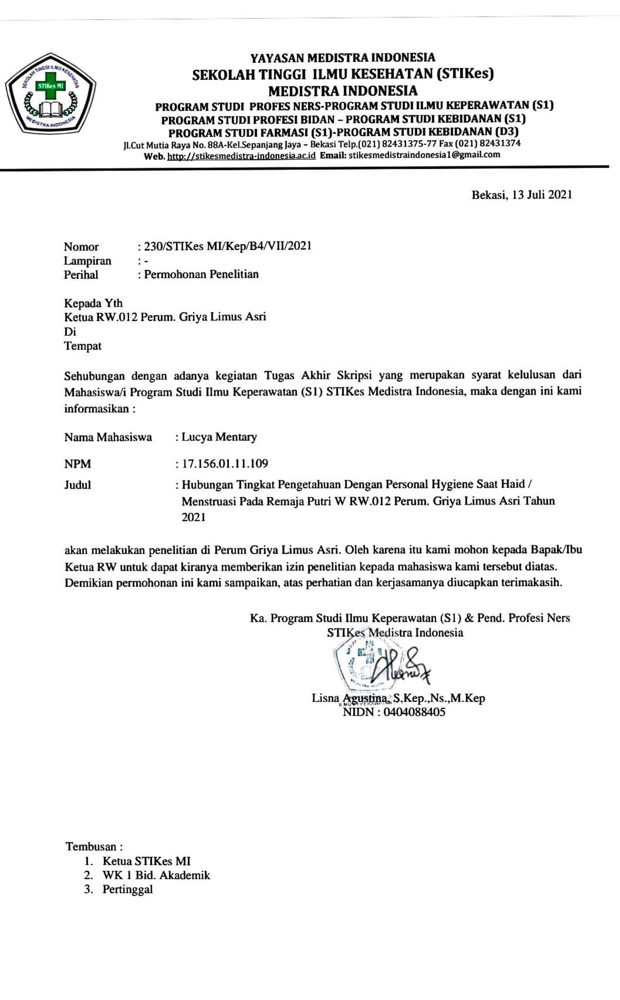 SEKOLAH TINGGI ILMU KESEHATAN
STIKes MI
MEDISTRA INDONESIA
YAYASAN MEDISTRA INDONESIA
SEKOLAH TINGGI ILMU KESEHATAN (STIKes)
MEDISTRA INDONESIA
PROGRAM STUDI PROFES NERS-PROGRAM STUDI ILMU KEPERAWATAN (S1)
PROGRAM STUDI PROFESI BIDAN – PROGRAM STUDI KEBIDANAN (S1)
PROGRAM STUDI FARMASI (S1)-PROGRAM STUDI KEBIDANAN (D3)
Jl.Cut Mutia Raya No. 88A-Kel.Sepanjang Jaya – Bekasi Telp.(021) 82431375-77 Fax (021) 82431374
Web. http://stikesmedistra-indonesia.ac.id Email: stikesmedistraindonesia1@gmail.com
Bekasi, 13 Juli 2021
Nomor : 230/STIKes MI/Kep/B4/VII/2021
Lampiran : -
Perihal : Permohonan Penelitian
Kepada Yth
Ketua RW.012 Perum. Griya Limus Asri
Di
Tempat
Sehubungan dengan adanya kegiatan Tugas Akhir Skripsi yang merupakan syarat kelulusan dari
Mahasiswa/i Program Studi Ilmu Keperawatan (S1) STIKes Medistra Indonesia, maka dengan ini kami
informasikan :
Nama Mahasiswa : Lucya Mentary
NPM : 17.156.01.11.109
Judul : Hubungan Tingkat Pengetahuan Dengan Personal Hygiene Saat Haid /
Menstruasi Pada Remaja Putri W RW.012 Perum. Griya Limus Asri Tahun
2021
akan melakukan penelitian di Perum Griya Limus Asri. Oleh karena itu kami mohon kepada Bapak/Ibu
Ketua RW untuk dapat kiranya memberikan izin penelitian kepada mahasiswa kami tersebut diatas.
Demikian permohonan ini kami sampaikan, atas perhatian dan kerjasamanya diucapkan terimakasih.
Ka. Program Studi Ilmu Keperawatan (S1) & Pend. Profesi Ners
STIKes Medistra Indonesia
Lisna Agustina, S.Kep.,Ns.,M.Kep
NIDN : 0404088405
Tembusan :
1. Ketua STIKes MI
2. WK 1 Bid. Akademik
3. Pertinggal